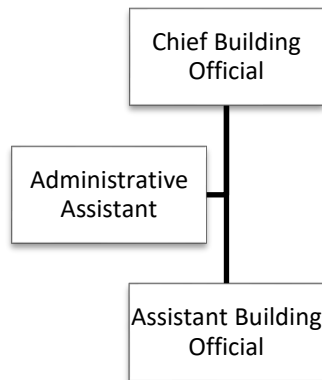 Chief Building
Official
Administrative
Assistant
Assistant Building
Official